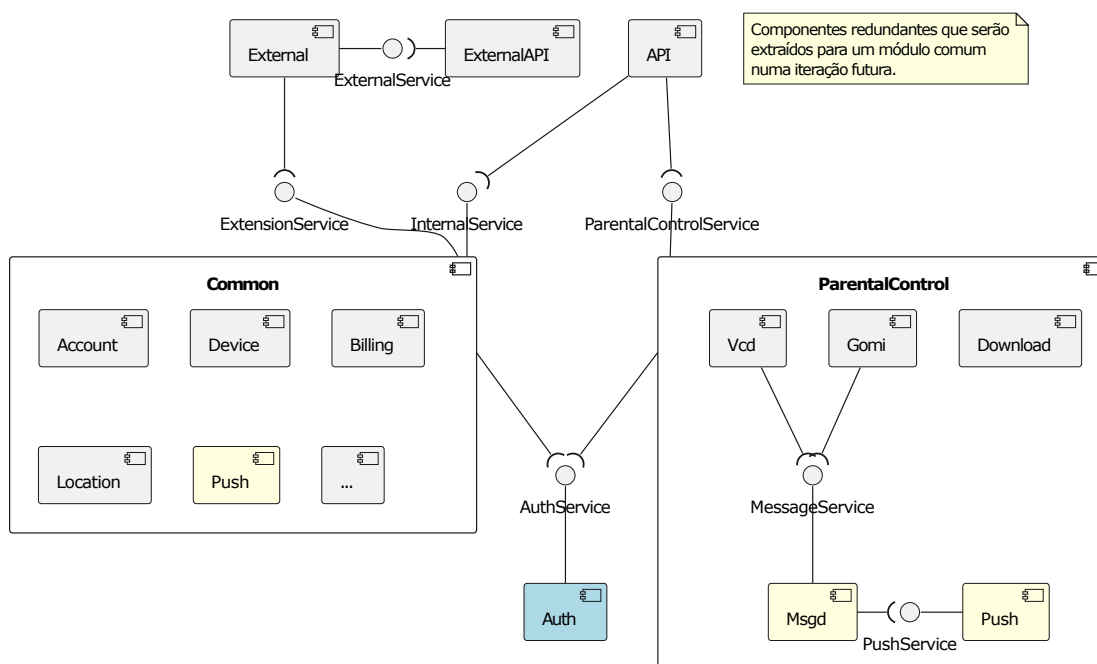 External
ExternalService
ExternalAPI
API
Componentes redundantes que serão
extraídos para um módulo comum
numa iteração futura.
ExtensionService
InternalService
ParentalControlService
Common
Account
Device
Billing
Location
Push
...
ParentalControl
Vcd
Gomi
Download
AuthService
MessageService
Auth
Msgd
PushService
Push